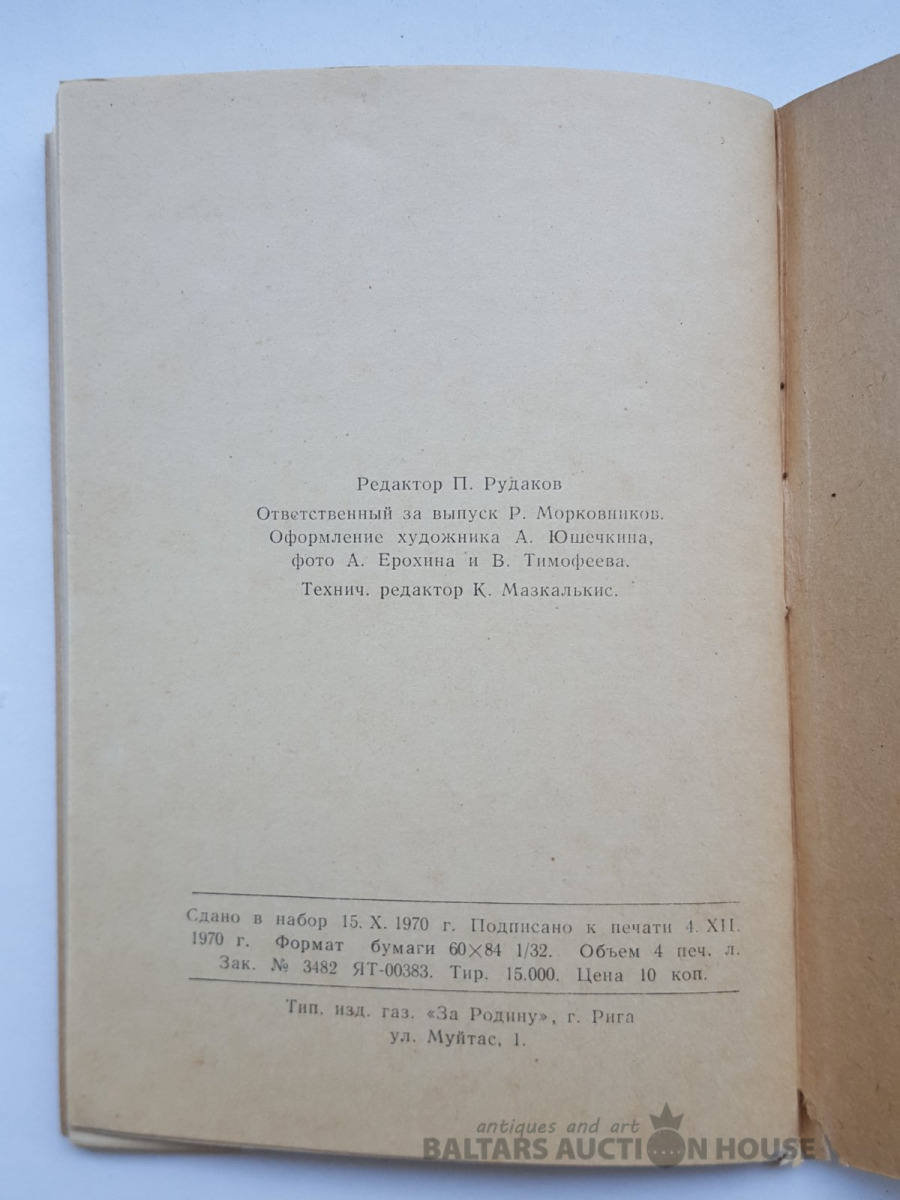 Редактор П. Рудаков
Ответственный за выпуск Р. Морковников.
Оформление художника А. Юшечкина,
фото А. Ерохина и В. Тимофеева.
Технич. редактор К. Мазкалькис.
Сдано в набор 15. X. 1970 г. Подписано к печати 4. XII.
1970 г. Формат бумаги 60×84 1/32. Объем 4 печ. л.
Зак. № 3482 ЯТ-00383. Тир. 15.000. Цена 10 коп.
Тип. изд. газ. «За Родину», г. Рига
ул. Муйтас, 1.
antiques and art
BALTARS AUCTION HOUSE